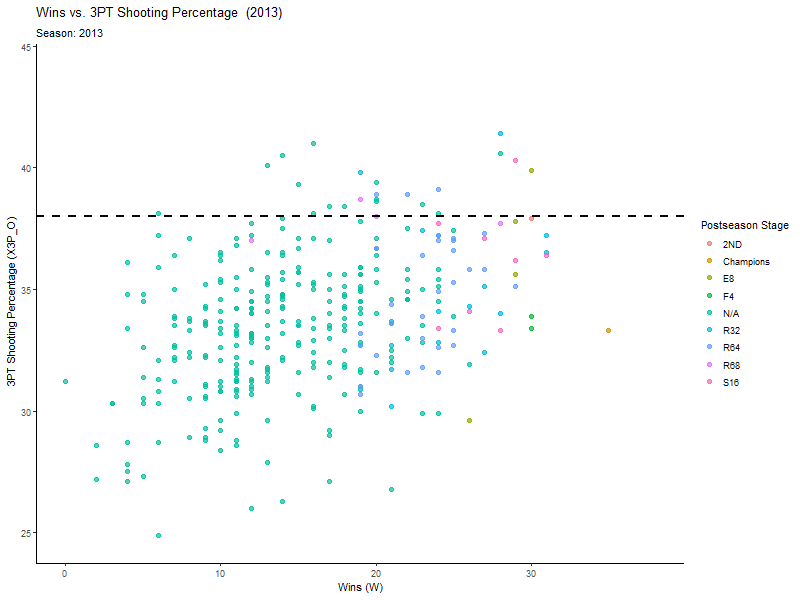 Wins vs. 3PT Shooting Percentage  (2013)
Season: 2013
45
40
35
30
25
3PT Shooting Percentage (X3P_O)
0 10 20 30
Wins (W)
Postseason Stage
2ND
Champions
E8
F4
N/A
R32
R64
R68
S16